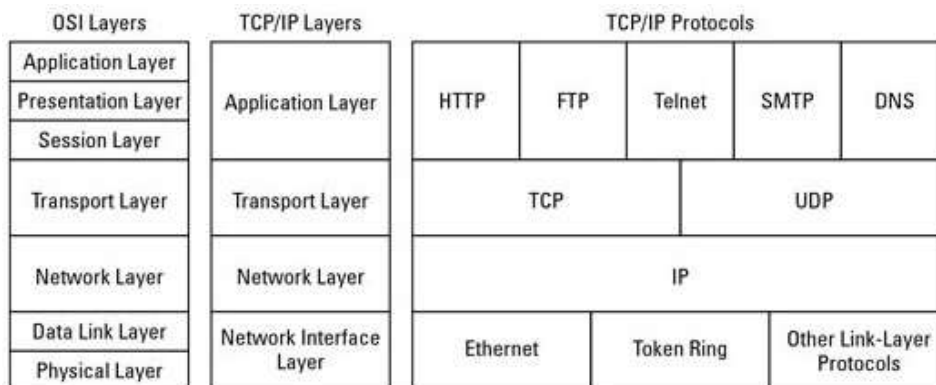 OSI Layers
TCP/IP Layers
TCP/IP Protocols
Application Layer
Presentation Layer
Session Layer
Application Layer
HTTP
FTP
Telnet
SMTP
DNS
Transport Layer
Transport Layer
TCP
UDP
Network Layer
Network Layer
IP
Data Link Layer
Physical Layer
Network Interface
Layer
Ethernet
Token Ring
Other Link-Layer
Protocols